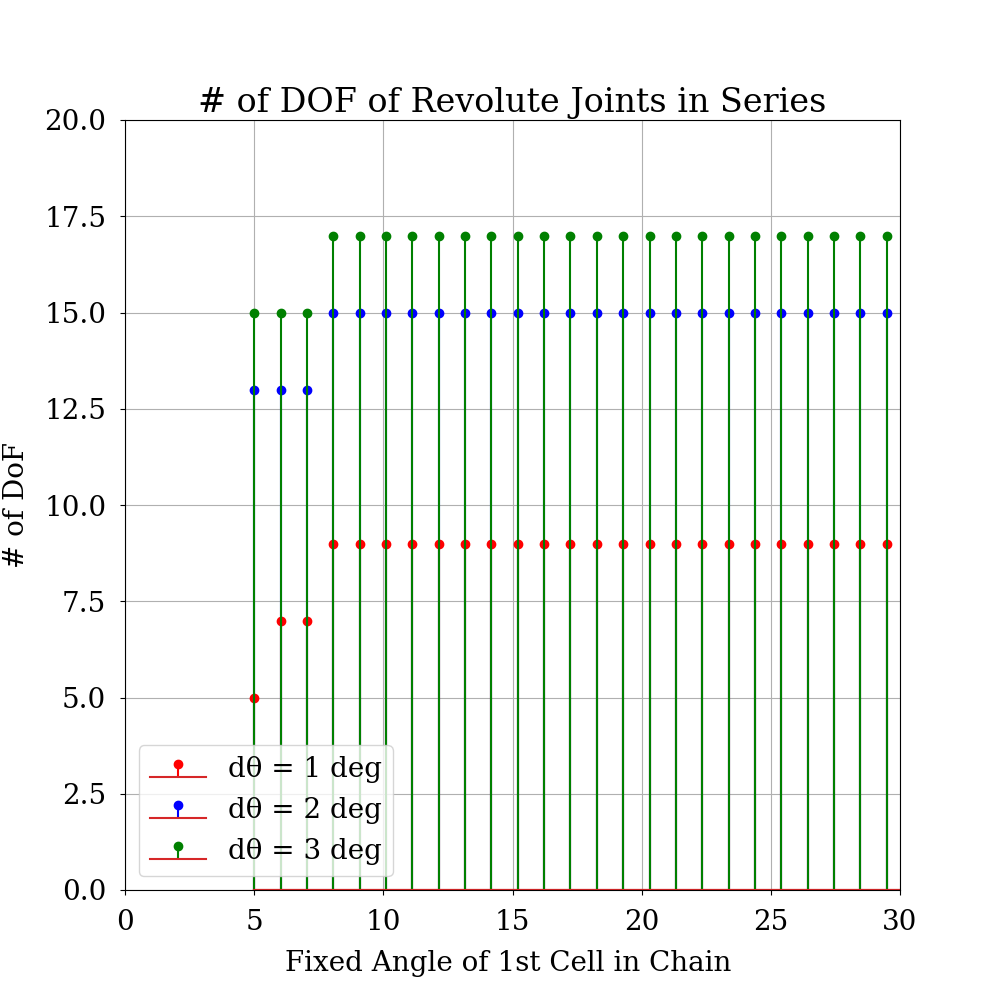 # of DOF of Revolute Joints in Series
20.0
17.5
15.0
12.5
10.0
7.5
5.0
2.5
0.0
# of DoF
dθ = 1 deg
dθ = 2 deg
dθ = 3 deg
0 5 10 15 20 25 30
Fixed Angle of 1st Cell in Chain